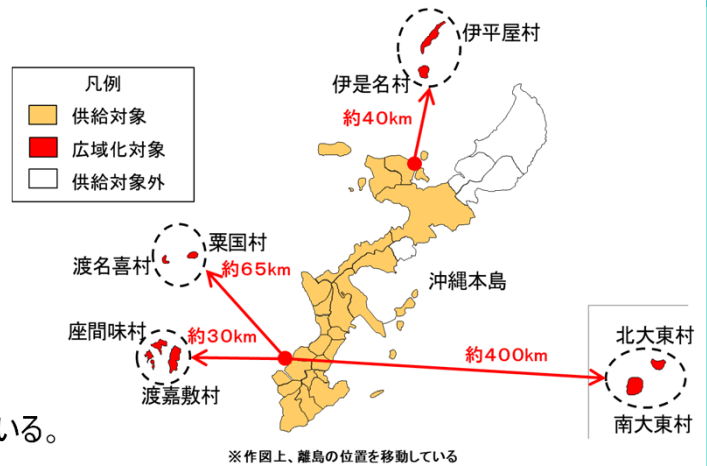 伊平屋村
伊是名村
約40km
凡例
供給対象
広域化対象
供給対象外
粟国村
渡名喜村
約65km
沖縄本島
座間味村
約30km
渡嘉敷村
約400km
北大東村
南大東村
いる。
※作図上、離島の位置を移動している